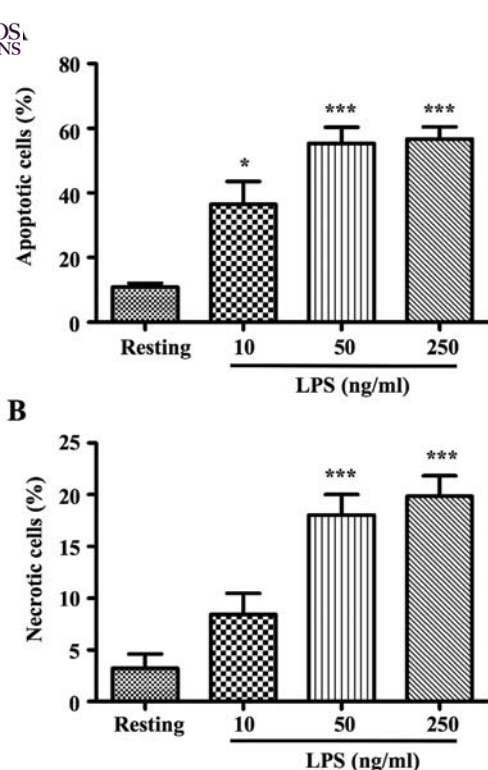 80
60
40
20
0
Apoptotic cells (%)
*
***
***
Resting 10 50 250
LPS (ng/ml)
B
25
20
15
10
5
0
Necrotic cells (%)
***
***
Resting 10 50 250
LPS (ng/ml)